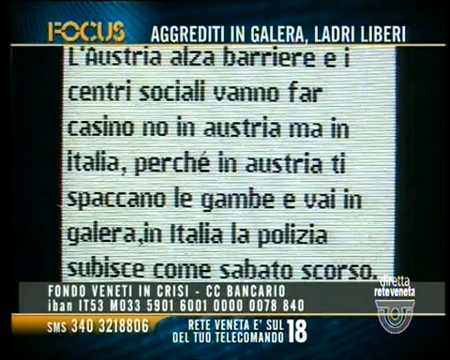 FOCUS
AGGREDITI IN GALERA, LADRI LIBERI
L'Austria alza barriere e i
centri sociali vanno far
casino no in austria ma in
italia, perché in austria ti
spaccano le gambe e vai in
galera,in Italia la polizia
subisce come sabato scorso.
FONDO VENETI IN CRISI - CC BANCARIO
iban IT53 M033 5901 6001 0000 0078 840
diretta
reteveneta
SMS 340 3218806
RETE VENETA E' SUL 18
DEL TUO TELECOMANDO